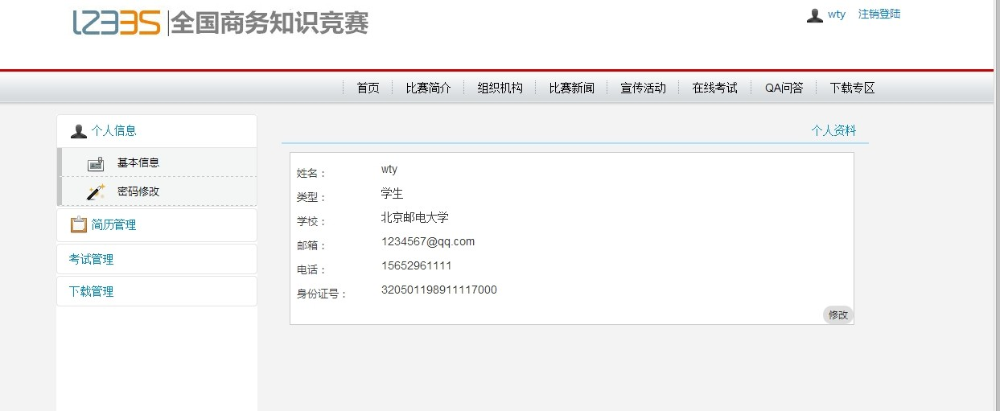 12335 全国商务知识竞赛
wty 注销登陆
首页 比赛简介 组织机构 比赛新闻 宣传活动 在线考试 QA问答 下载专区
个人信息
基本信息
密码修改
简历管理
考试管理
下载管理
个人资料
姓名： wty
类型： 学生
学校： 北京邮电大学
邮箱： 1234567@qq.com
电话： 15652961111
身份证号： 320501198911117000
修改